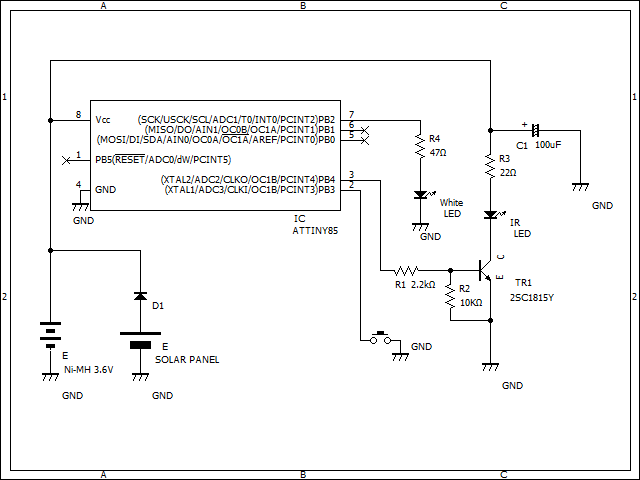 A B C
1 1
8 Vcc (SCK/USCK/SCL/ADC1/T0/INT0/PCINT2)PB2 7
(MISO/DO/AIN1/OC0B/OC1A/PCINT1)PB1 6
(MOSI/DI/SDA/AIN0/OC0A/OC1A/AREF/PCINT0)PB0 5
1 PB5(RESET/ADC0/dW/PCINT5)
(XTAL2/ADC2/CLKO/OC1B/PCINT4)PB4 3
4 GND (XTAL1/ADC3/CLKI/OC1B/PCINT3)PB3 2
GND
IC
ATTINY85
R4
47Ω
White
LED
GND
+
C1 100uF
GND
R3
22Ω
IR
LED
C
E
TR1
2SC1815Y
R1 2.2kΩ
R2
10KΩ
GND
GND
2 2
D1
E
SOLAR PANEL
GND
E
Ni-MH 3.6V
GND
A B C